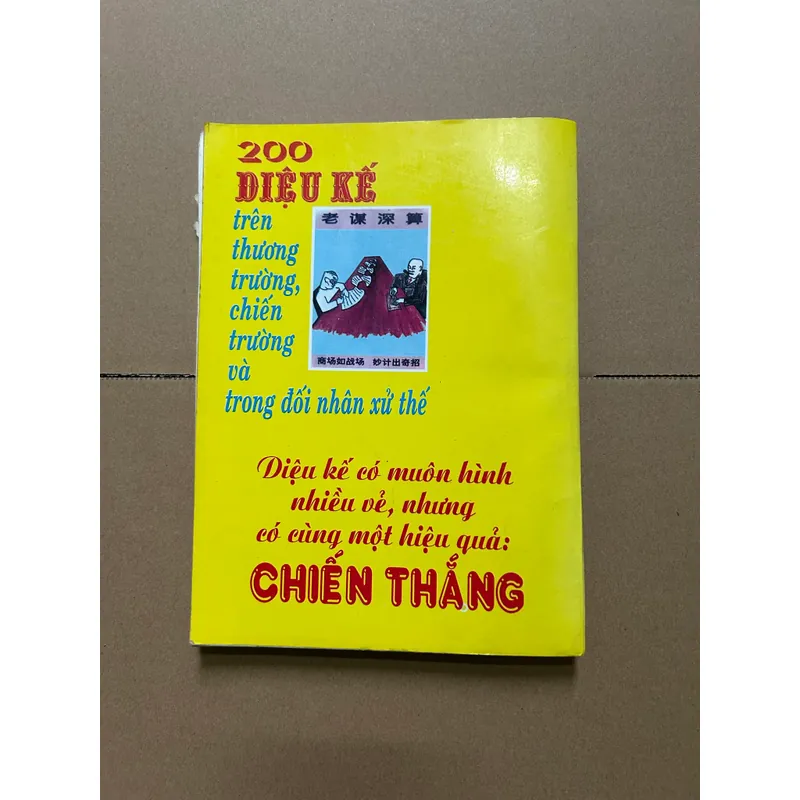 200
DIỆU KẾ
trên
thương
trường,
chiến
trường
và
trong đối nhân xử thế
老谋深算
商场如战场 妙计出奇招
Diệu kế có muôn hình
nhiều vẻ, nhưng
có cùng một hiệu quả:
CHIẾN THẮNG